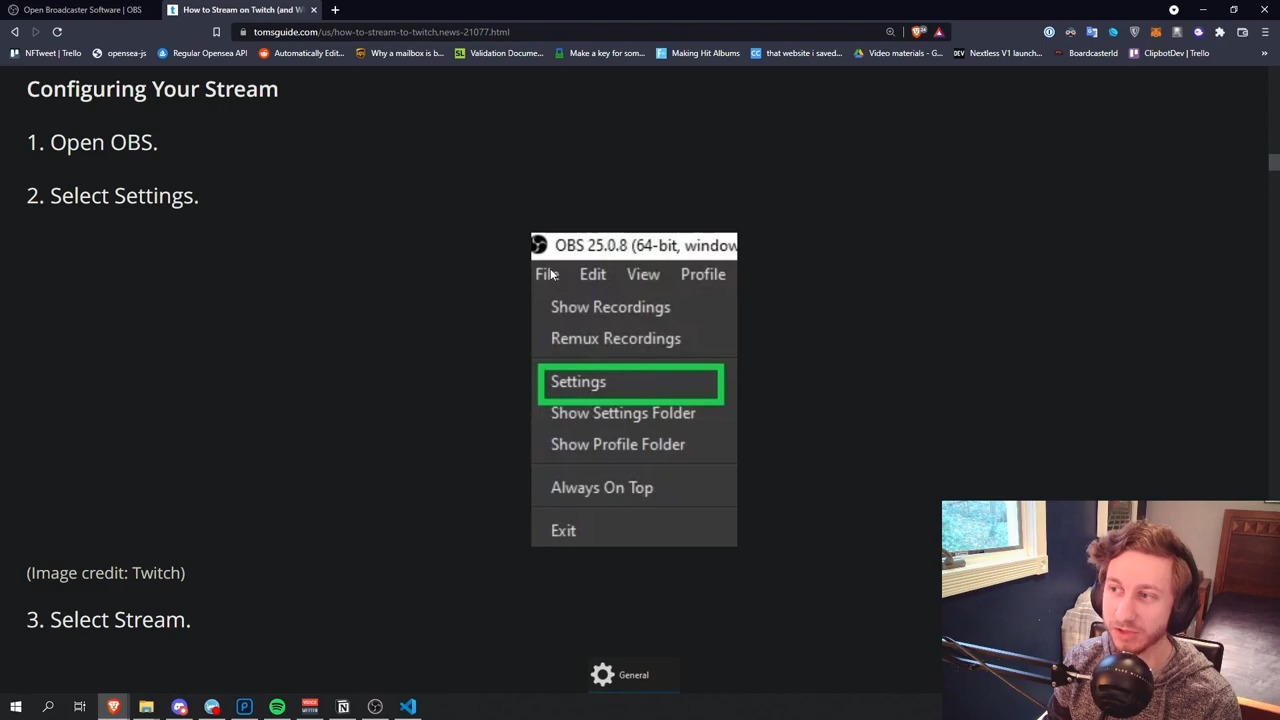 Open Broadcaster Software | OBS
How to Stream on Twitch (and W
tomsguide.com/us/how-to-stream-to-twitch,news-21077.html
NFTweet | Trello
opensea-js
Regular Opensea API
Automatically Edit...
Why a mailbox is b...
Validation Docume...
Make a key for som...
Making Hit Albums
that website i saved...
Video materials – G...
Nextless V1 launch...
BoardcasterId
ClipbotDev | Trello
Configuring Your Stream
1. Open OBS.
2. Select Settings.
OBS 25.0.8 (64-bit, window
File Edit View Profile
Show Recordings
Remux Recordings
Settings
Show Settings Folder
Show Profile Folder
Always On Top
Exit
(Image credit: Twitch)
3. Select Stream.
General